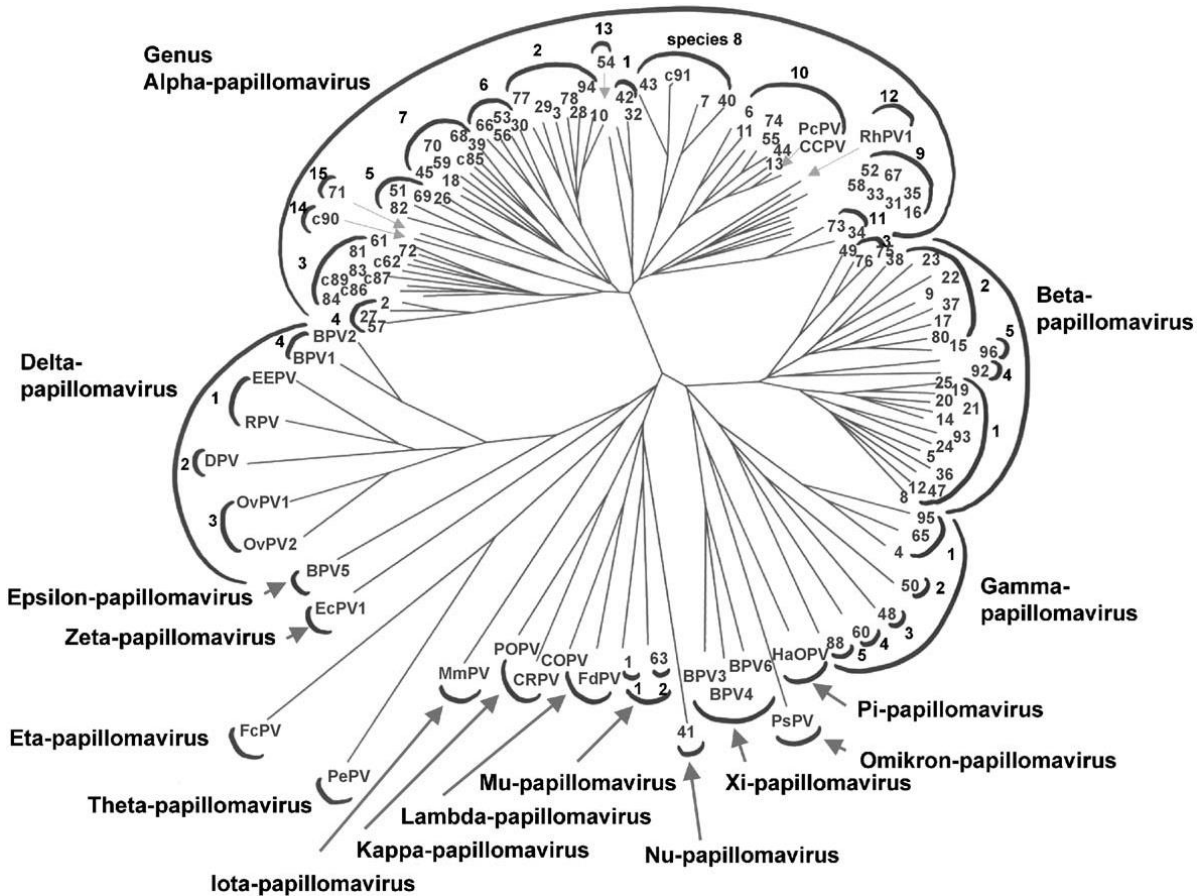 Genus
Alpha-papillomavirus
13
54
2
1
species 8
94
42
43
c91
7
40
10
6
74
11
55
44
13
PcPV
CCPV
12
RhPV1
9
52
67
58
33
35
31
16
11
73
34
6
77
29
3
78
28
10
32
7
53
66
56
30
68
39
70
c85
59
45
18
5
51
69
26
82
15
71
14
c90
3
61
81
72
c62
83
c89
c87
c86
84
4
2
27
57
Delta-
papillomavirus
4
BPV2
BPV1
1
EEPV
RPV
2
DPV
3
OvPV1
OvPV2
Beta-
papillomavirus
3
49
75
76
38
23
22
2
9
37
17
80
15
5
96
92
4
25
19
20
21
14
93
1
24
5
36
12
47
8
95
65
4
1
Gamma-
papillomavirus
50
2
48
3
60
4
88
5
Epsilon-papillomavirus
BPV5
Zeta-papillomavirus
EcPV1
Eta-papillomavirus
FcPV
Theta-papillomavirus
PePV
MmPV
Iota-papillomavirus
POPV
CRPV
Kappa-papillomavirus
COPV
FdPV
Lambda-papillomavirus
1
63
1
2
Mu-papillomavirus
41
Nu-papillomavirus
BPV3
BPV6
BPV4
Xi-papillomavirus
PsPV
Omikron-papillomavirus
HaOPV
Pi-papillomavirus